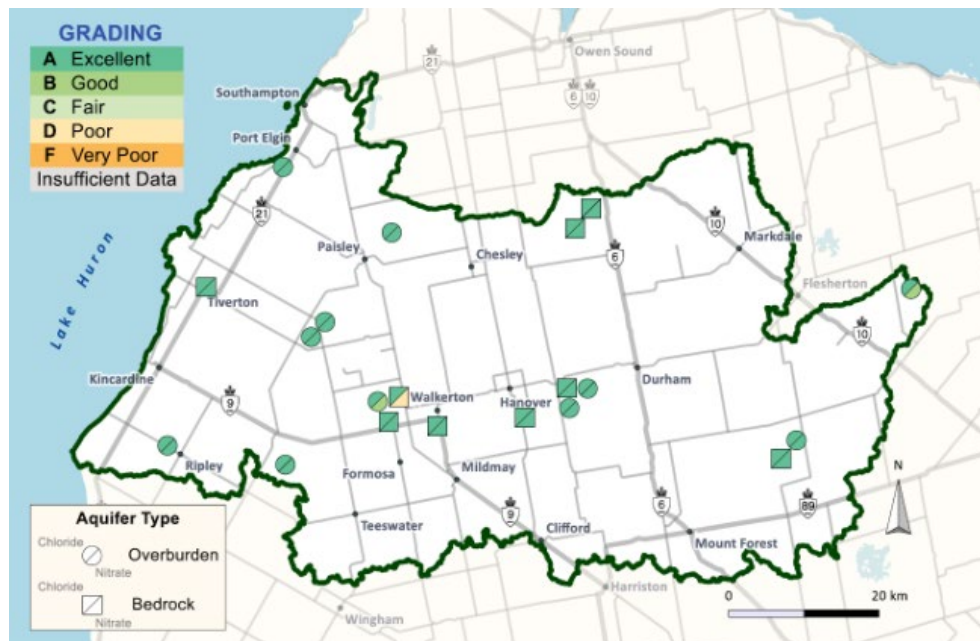 GRADING
A Excellent
B Good
C Fair
D Poor
F Very Poor
Insufficient Data
Owen Sound
21
6 10
Southampton
Port Elgin
21
10
Markdale
Paisley
Chesley
6
Flesherton
Lake Huron
Tiverton
10
Kincardine
Durham
9
Walkerton
Hanover
Ripley
Formosa
Mildmay
N
Teeswater
9
6
89
Clifford
Mount Forest
Harriston
Wingham
Aquifer Type
Chloride
Overburden
Nitrate
Chloride
Bedrock
Nitrate
0 20 km